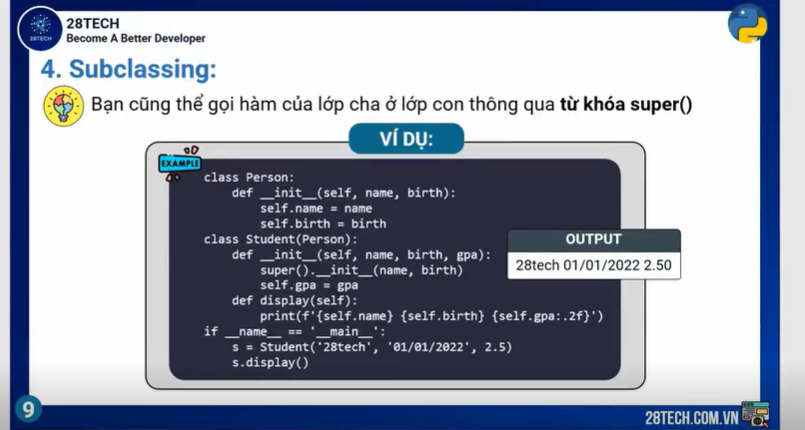 28TECH
Become A Better Developer
28TECH
4. Subclassing:
Bạn cũng thể gọi hàm của lớp cha ở lớp con thông qua từ khóa super()
VÍ DỤ:
EXAMPLE
class Person:
    def __init__(self, name, birth):
        self.name = name
        self.birth = birth
class Student(Person):
    def __init__(self, name, birth, gpa):
        super().__init__(name, birth)
        self.gpa = gpa
    def display(self):
        print(f'{self.name} {self.birth} {self.gpa:.2f}')
if __name__ == '__main__':
    s = Student('28tech', '01/01/2022', 2.5)
    s.display()
OUTPUT
28tech 01/01/2022 2.50
9
28TECH.COM.VN